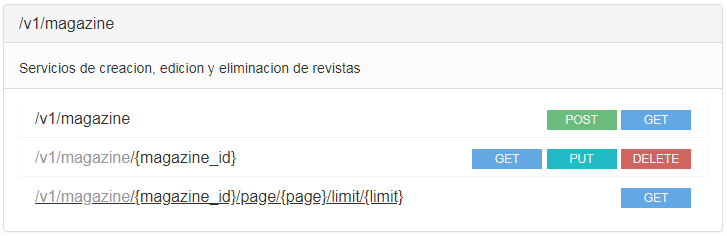 /v1/magazine
Servicios de creacion, edicion y eliminacion de revistas
/v1/magazine POST GET
/v1/magazine/{magazine_id} GET PUT DELETE
/v1/magazine/{magazine_id}/page/{page}/limit/{limit} GET